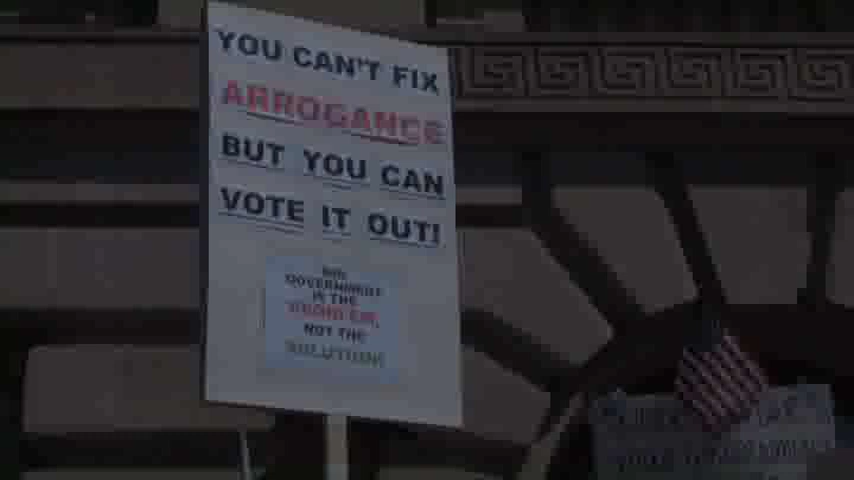 YOU CAN'T FIX
ARROGANCE
BUT YOU CAN
VOTE IT OUT!
BIG
GOVERNMENT
IS THE
PROBLEM,
NOT THE
SOLUTION!